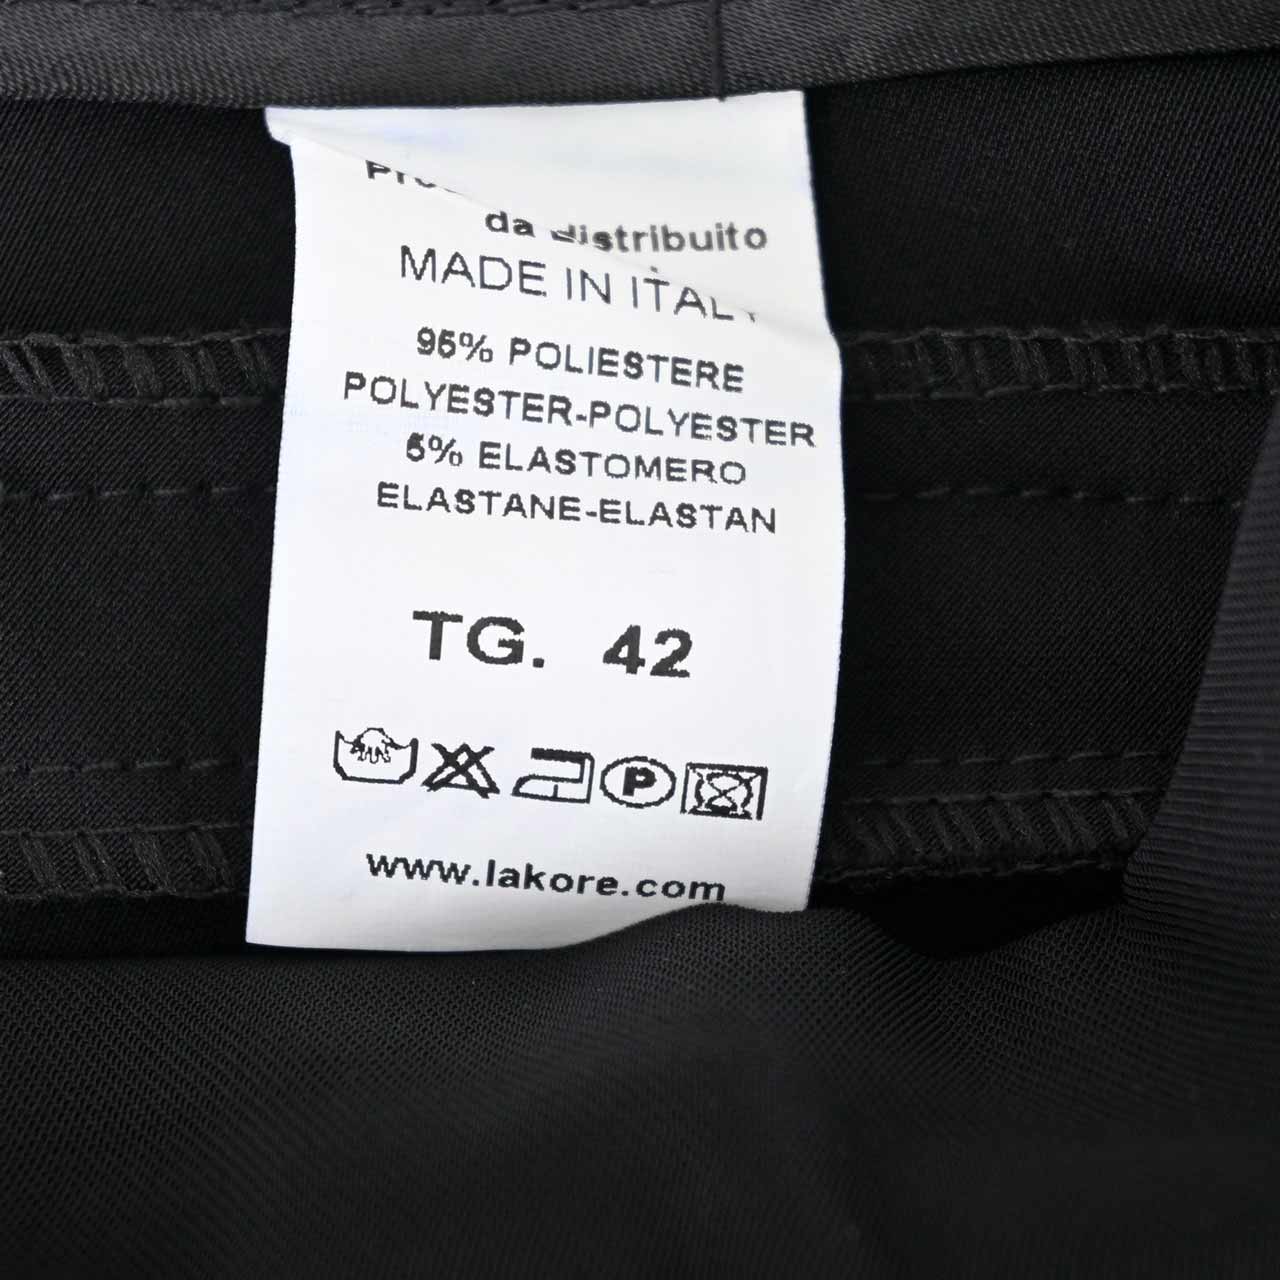 da distribuito
MADE IN ITALY
95% POLIESTERE
POLYESTER-POLYESTER
5% ELASTOMERO
ELASTANE-ELASTAN
TG. 42
P
www.lakore.com